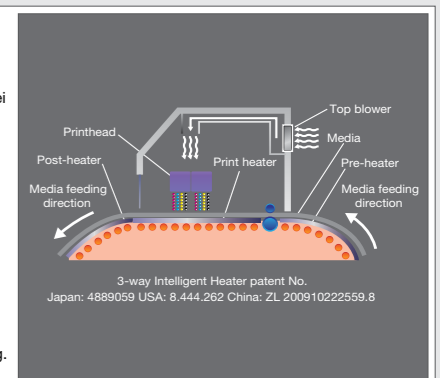 ei
Top blower
Printhead
Media
Post-heater
Print heater
Pre-heater
Media feeding
direction
Media feeding
direction
3-way Intelligent Heater patent No.
Japan: 4889059 USA: 8.444.262 China: ZL 200910222559.8
g.